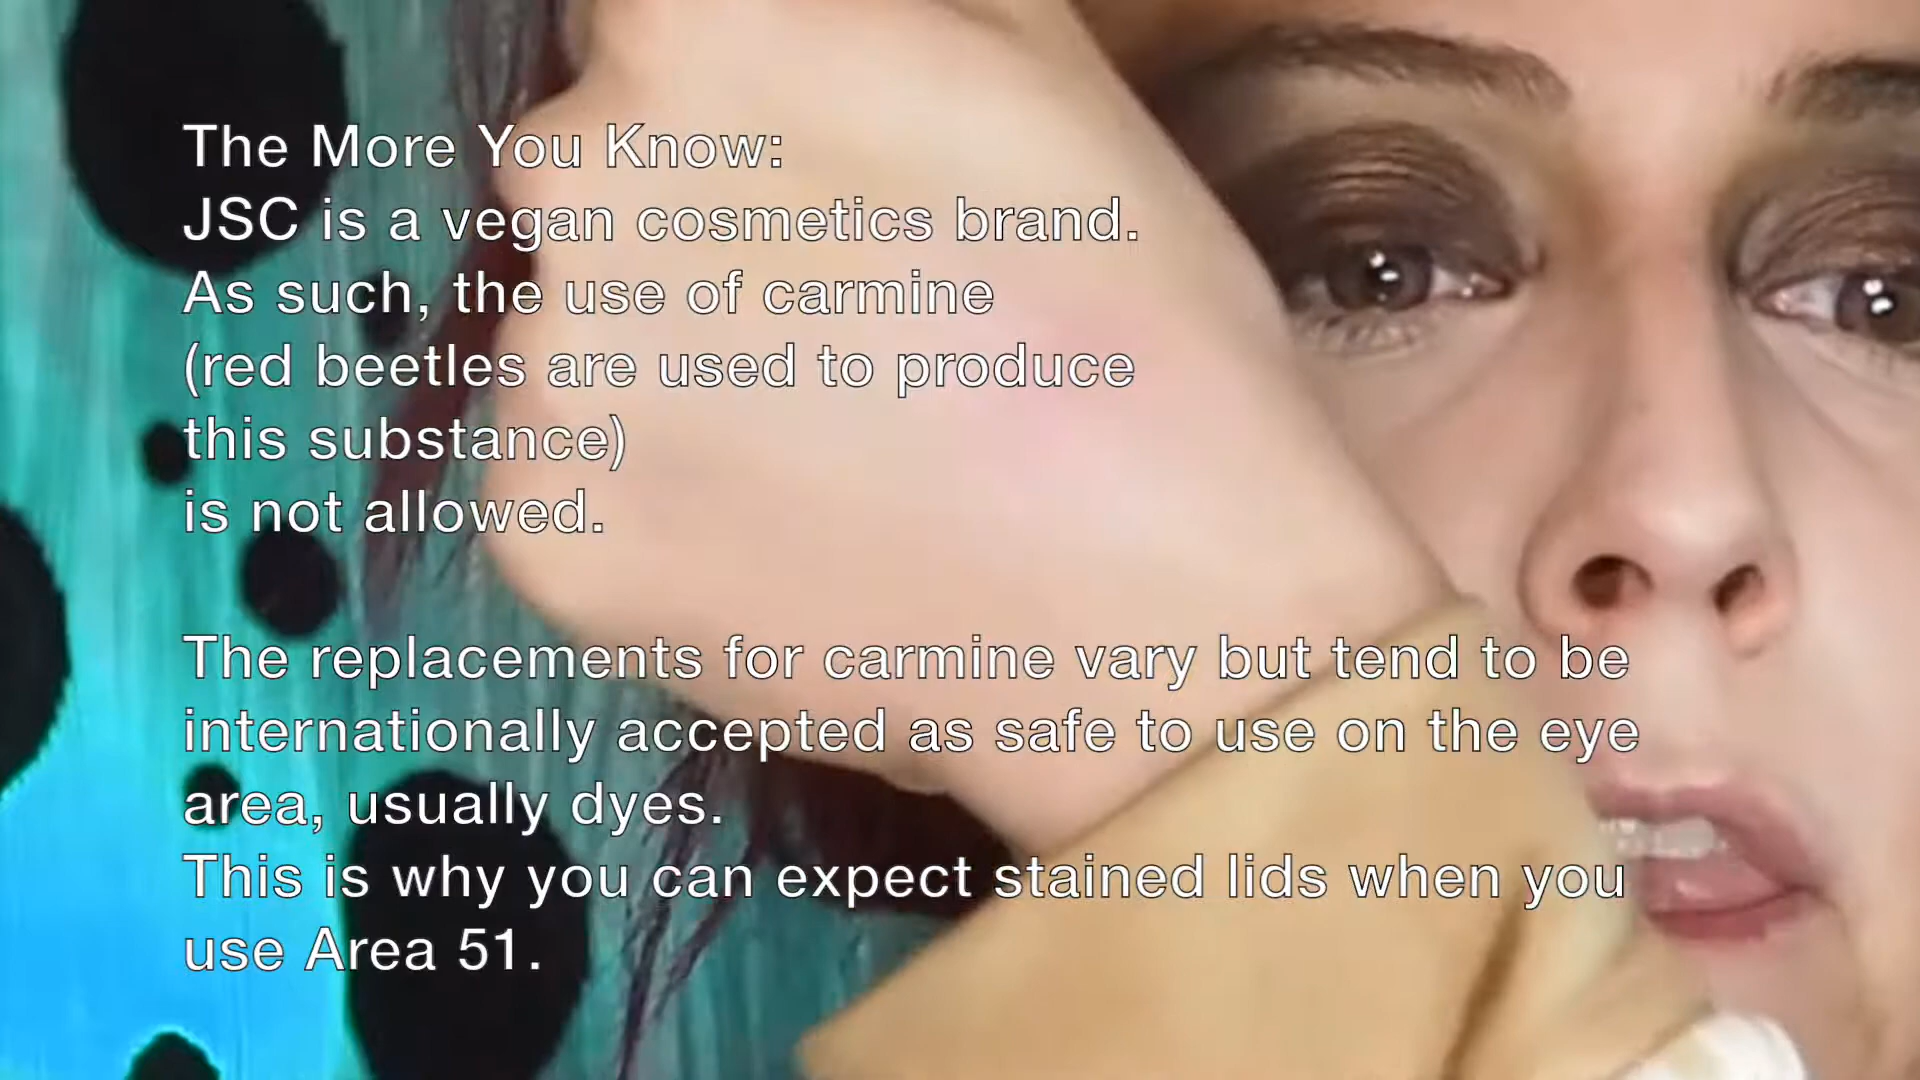 The More You Know:
JSC is a vegan cosmetics brand.
As such, the use of carmine
(red beetles are used to produce
this substance)
is not allowed.
The replacements for carmine vary but tend to be
internationally accepted as safe to use on the eye
area, usually dyes.
This is why you can expect stained lids when you
use Area 51.